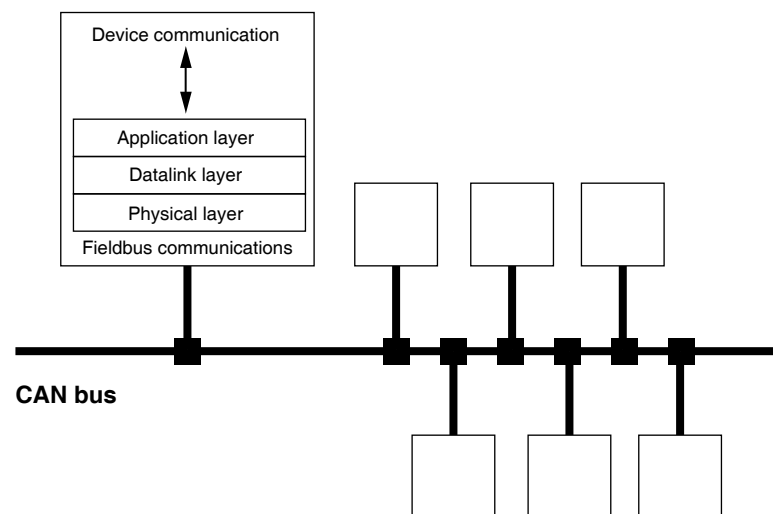 Device communication
Application layer
Datalink layer
Physical layer
Fieldbus communications
CAN bus